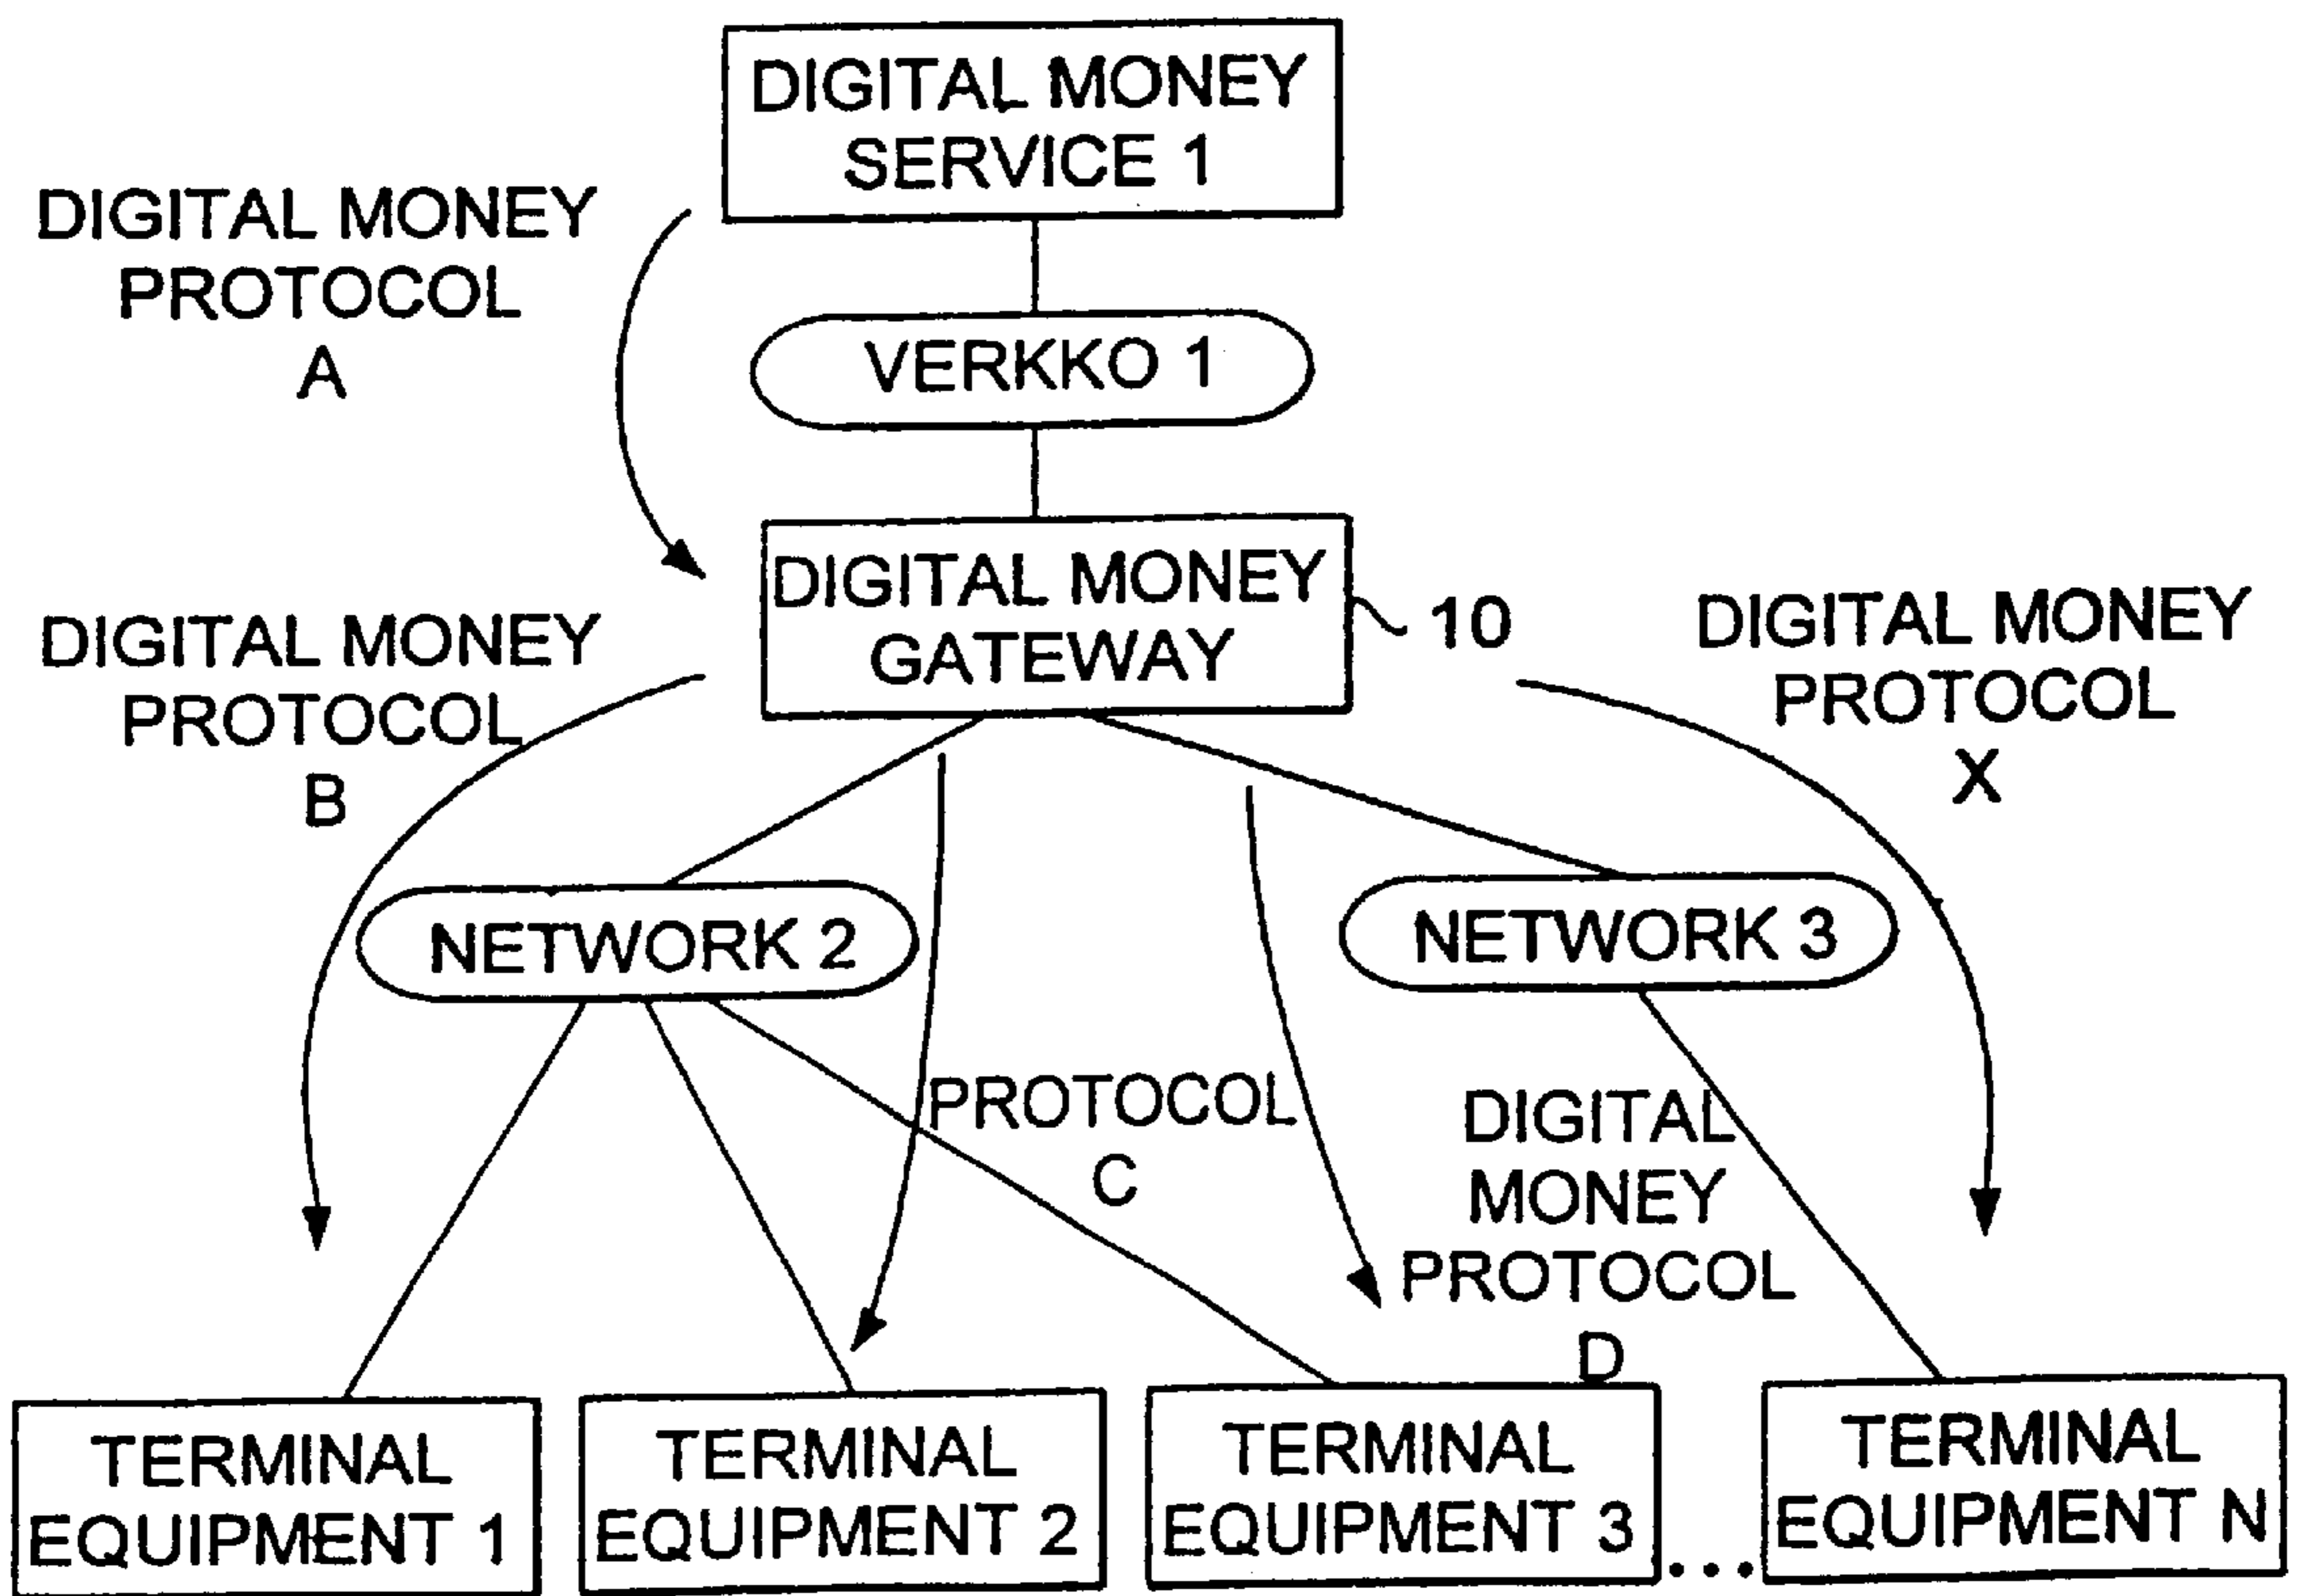 DIGITAL MONEY
SERVICE 1
DIGITAL MONEY
PROTOCOL
A
VERKKO 1
DIGITAL MONEY
GATEWAY
10
DIGITAL MONEY
PROTOCOL
B
DIGITAL MONEY
PROTOCOL
X
NETWORK 2
NETWORK 3
PROTOCOL
C
DIGITAL
MONEY
PROTOCOL
D
TERMINAL
EQUIPMENT 1
TERMINAL
EQUIPMENT 2
TERMINAL
EQUIPMENT 3
...
TERMINAL
EQUIPMENT N